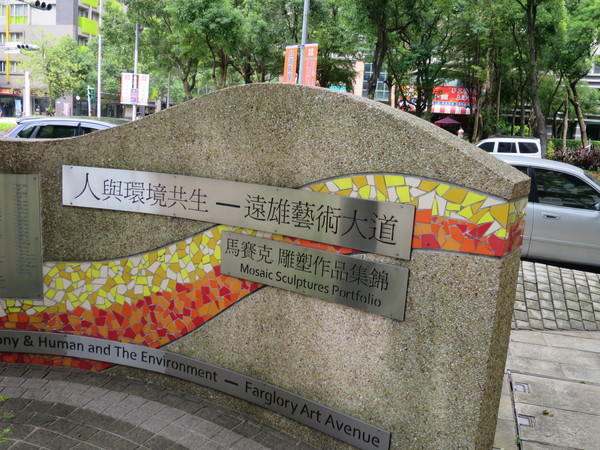 人與環境共生 — 遠雄藝術大道
馬賽克 雕塑作品集錦
Mosaic Sculptures Portfolio
ony & Human and The Environment — Farglory Art Avenue